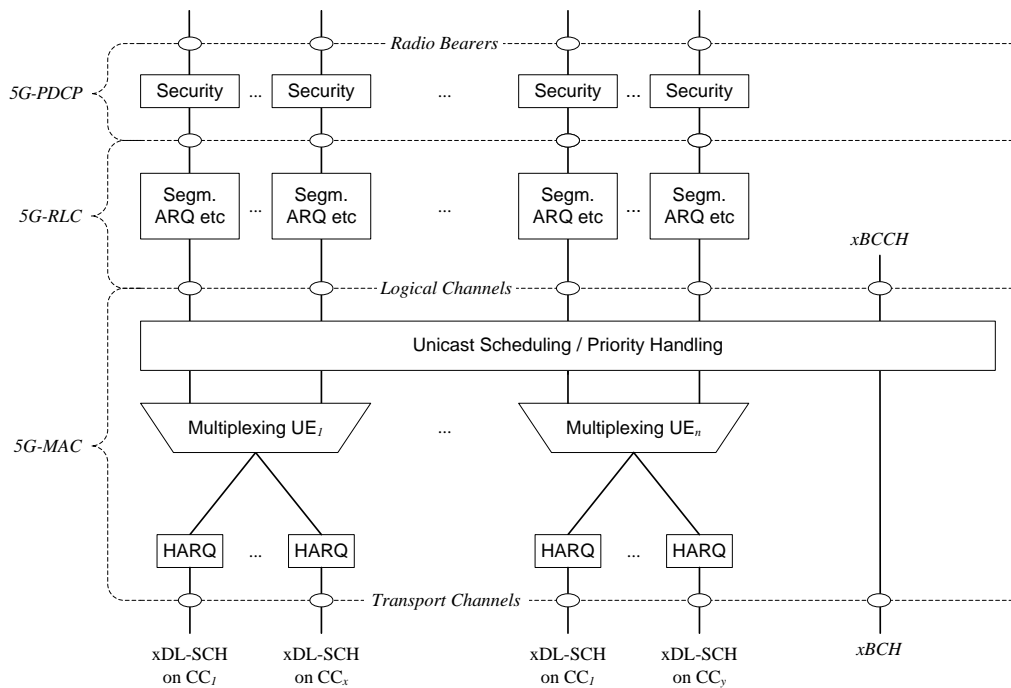 Radio Bearers
5G-PDCP
Security ... Security ... Security ... Security
5G-RLC
Segm. ARQ etc ... Segm. ARQ etc ... Segm. ARQ etc ... Segm. ARQ etc
xBCCH
Logical Channels
Unicast Scheduling / Priority Handling
5G-MAC
Multiplexing UE1 ... Multiplexing UEn
HARQ ... HARQ HARQ ... HARQ
Transport Channels
xDL-SCH xDL-SCH xDL-SCH xDL-SCH xBCH
on CC1 on CCx on CC1 on CCy